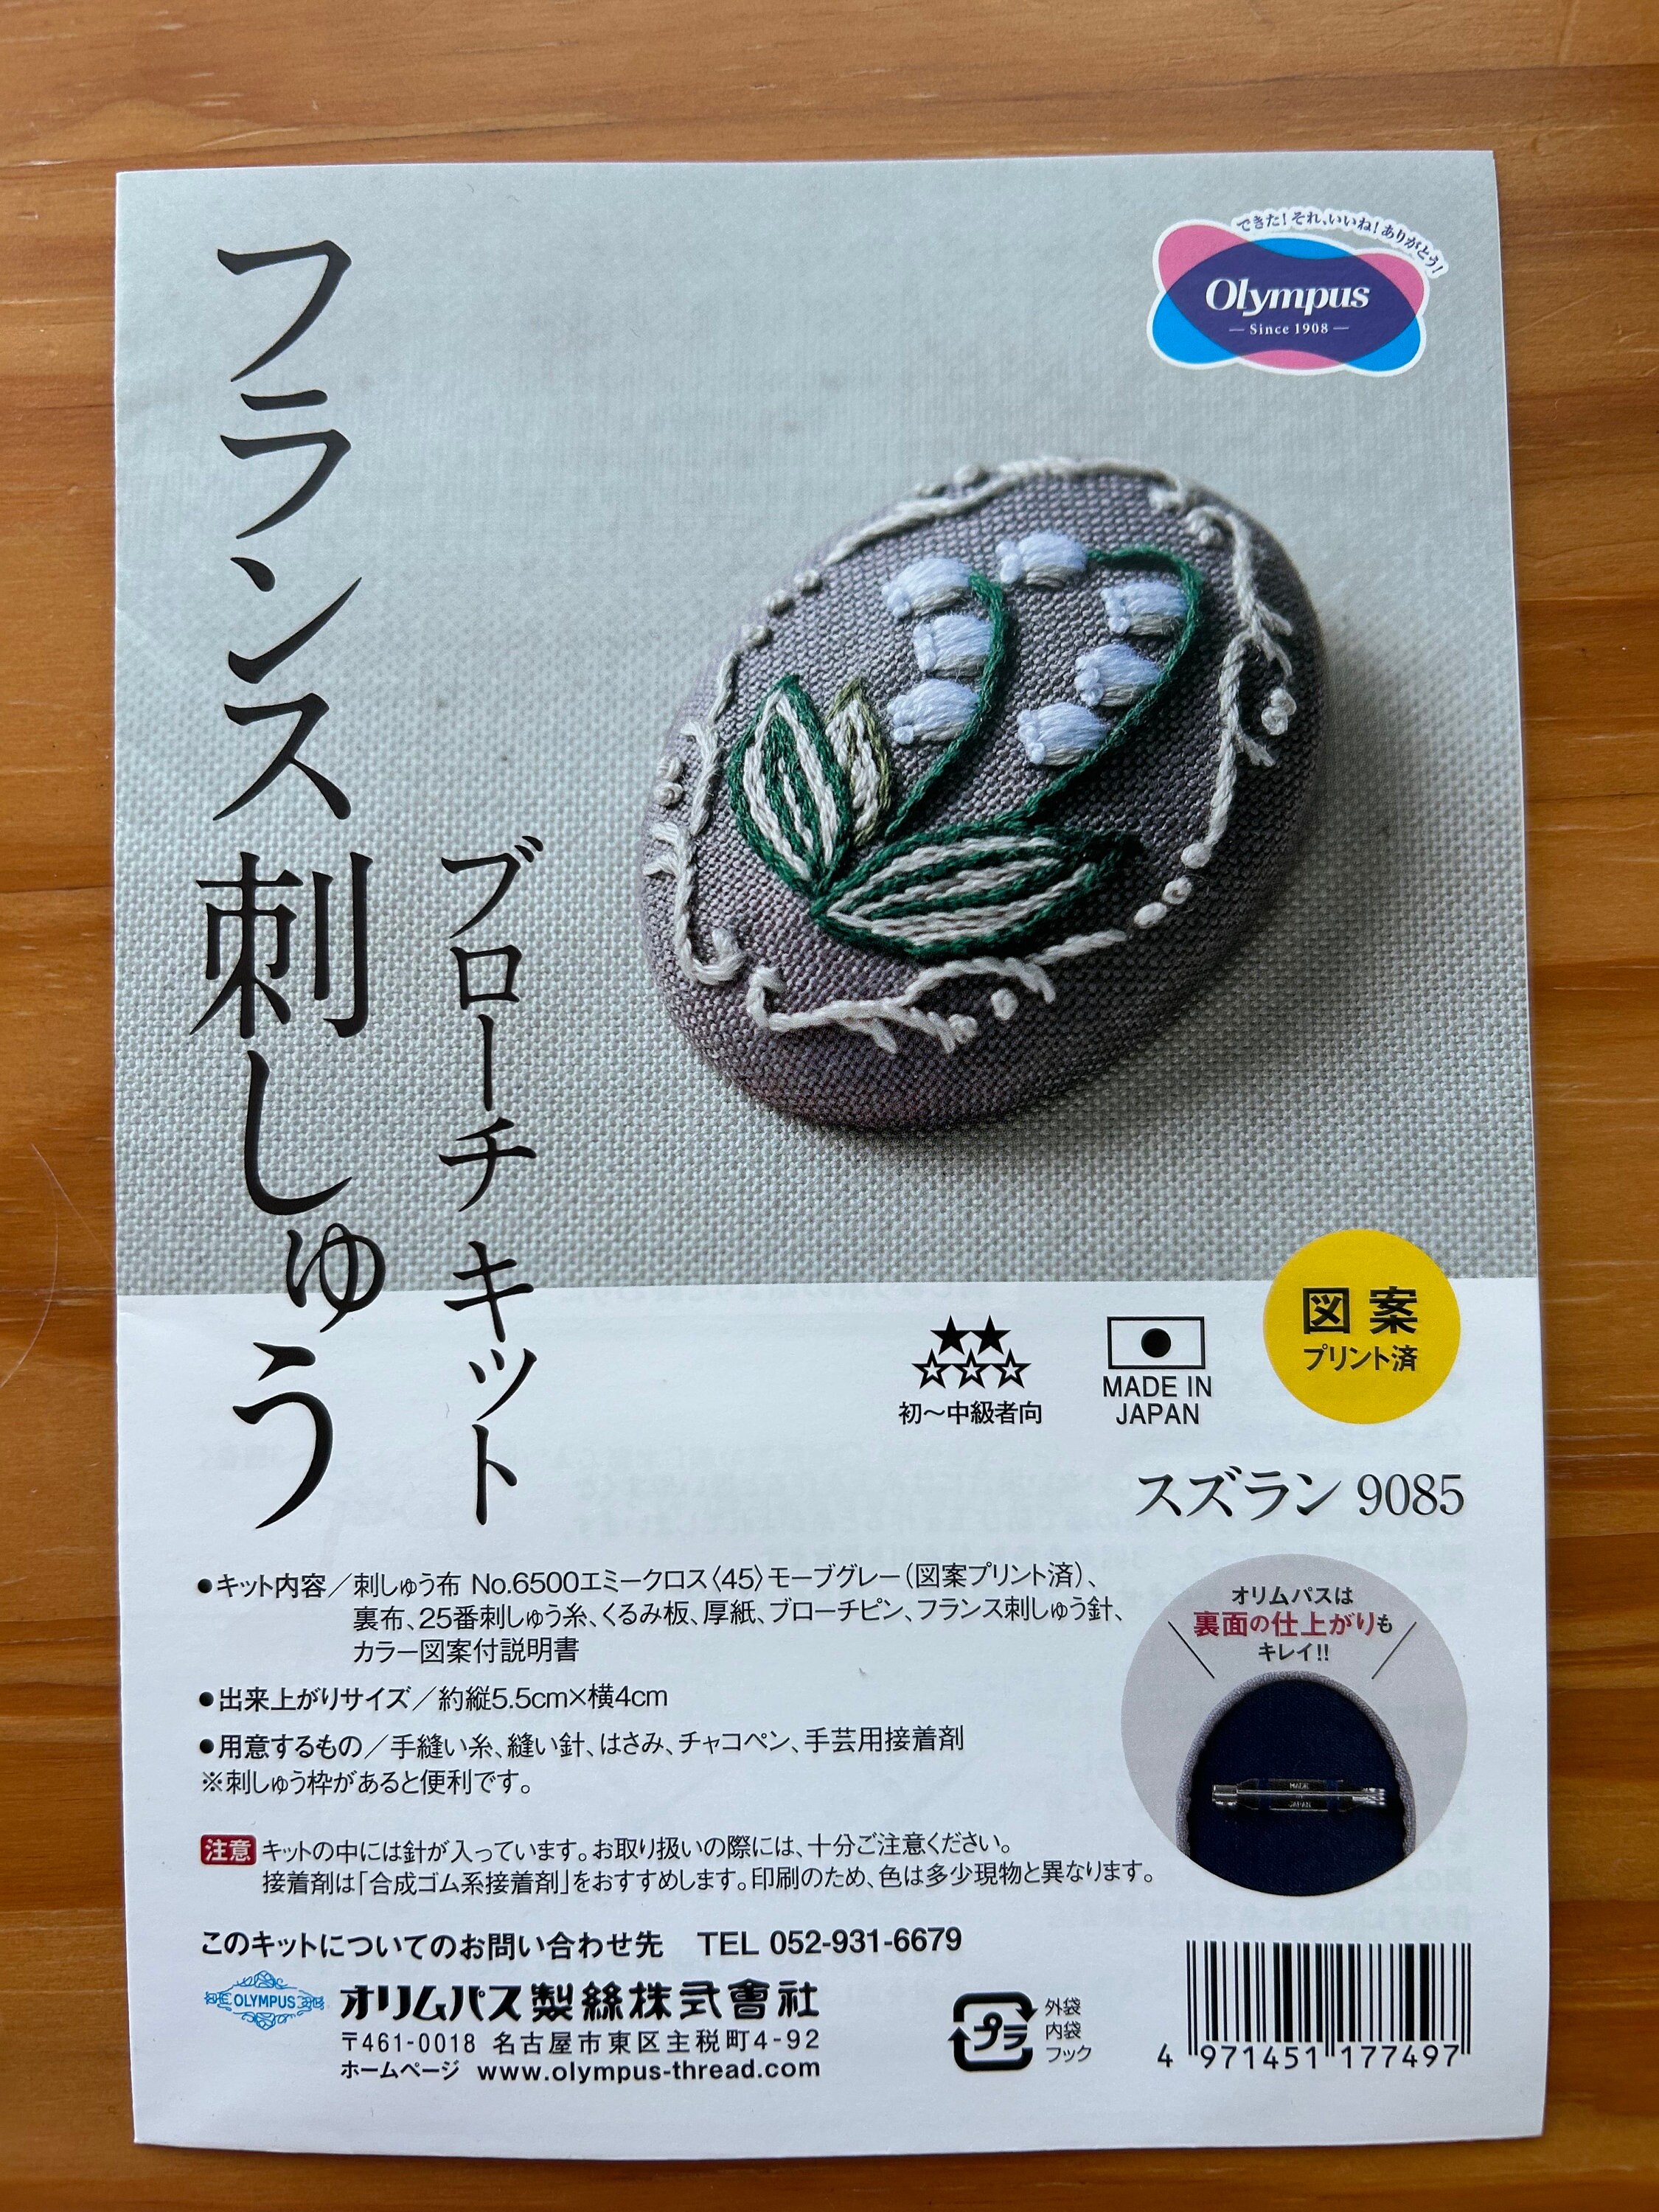 できた!それ、いいね!ありがとう!
Olympus
Since 1908
フランス刺しゅう
ブローチ キット
★★
☆☆☆
初〜中級者向
MADE IN
JAPAN
図案
プリント済
スズラン 9085
●キット内容／刺しゅう布 No.6500エミークロス〈45〉モーブグレー(図案プリント済)、
裏布、25番刺しゅう糸、くるみ板、厚紙、ブローチピン、フランス刺しゅう針、
カラー図案付説明書
●出来上がりサイズ／約縦5.5cm×横4cm
●用意するもの／手縫い糸、縫い針、はさみ、チャコペン、手芸用接着剤
※刺しゅう枠があると便利です。
オリムパスは
裏面の仕上がりも
キレイ!!
MADE
IN
JAPAN
注意 キットの中には針が入っています。お取り扱いの際には、十分ご注意ください。
接着剤は「合成ゴム系接着剤」をおすすめします。印刷のため、色は多少現物と異なります。
このキットについてのお問い合わせ先 TEL 052-931-6679
OLYMPUS
オリムパス製絲株式會社
〒461-0018 名古屋市東区主税町4-92
ホームページ www.olympus-thread.com
プラ
外袋
内袋
フック
4 971451 177497